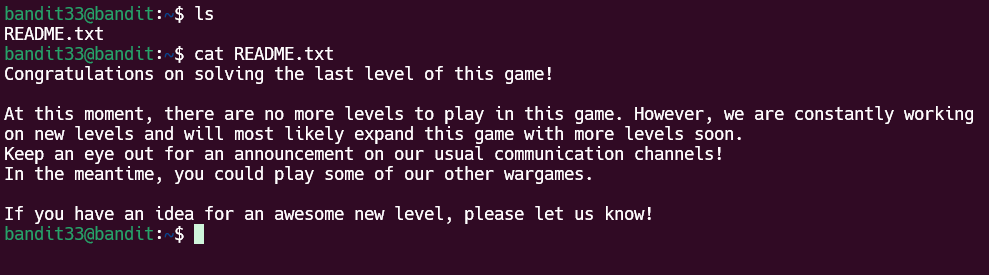 bandit33@bandit:~$ ls
README.txt
bandit33@bandit:~$ cat README.txt
Congratulations on solving the last level of this game!
At this moment, there are no more levels to play in this game. However, we are constantly working
on new levels and will most likely expand this game with more levels soon.
Keep an eye out for an announcement on our usual communication channels!
In the meantime, you could play some of our other wargames.
If you have an idea for an awesome new level, please let us know!
bandit33@bandit:~$